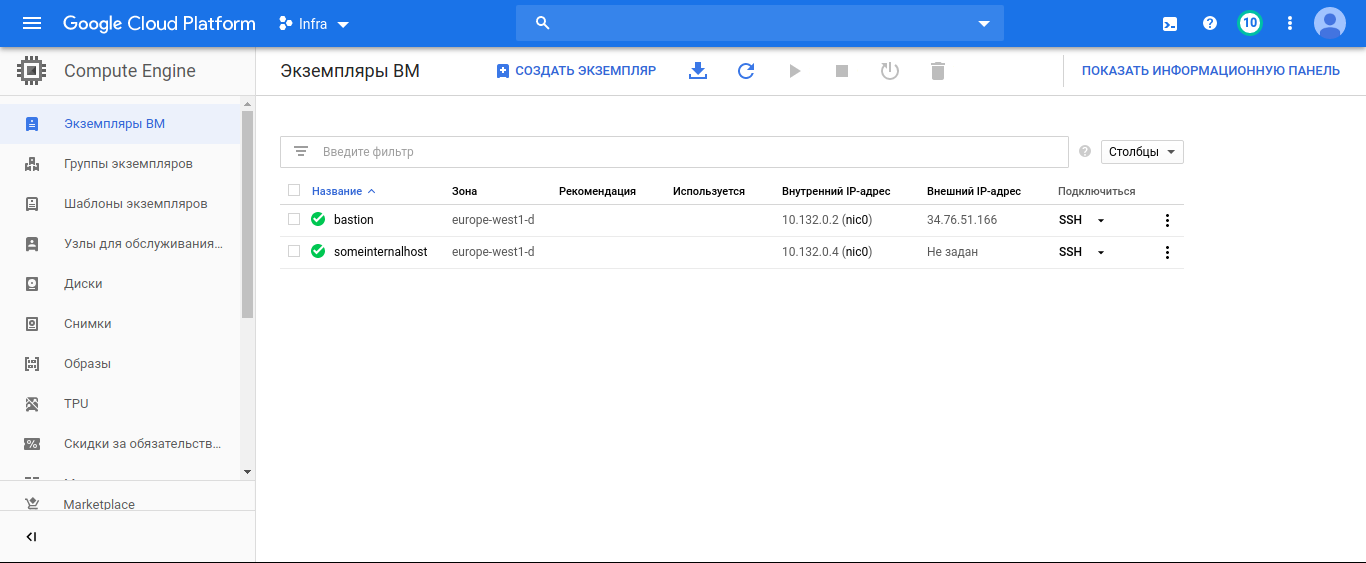 Google Cloud Platform
Infra
10
Compute Engine
Экземпляры ВМ
СОЗДАТЬ ЭКЗЕМПЛЯР
ПОКАЗАТЬ ИНФОРМАЦИОННУЮ ПАНЕЛЬ
Экземпляры ВМ
Группы экземпляров
Шаблоны экземпляров
Узлы для обслуживания...
Диски
Снимки
Образы
TPU
Скидки за обязательств...
Marketplace
Введите фильтр
Столбцы
Название Зона Рекомендация Используется Внутренний IP-адрес Внешний IP-адрес Подключиться
bastion europe-west1-d 10.132.0.2 (nic0) 34.76.51.166 SSH
someinternalhost europe-west1-d 10.132.0.4 (nic0) Не задан SSH